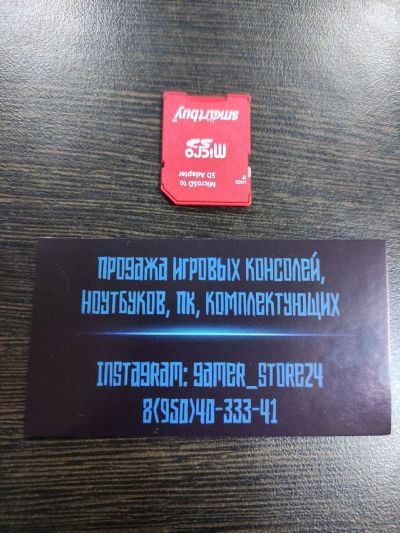 smartbuy
micro
SD
MicroSD to
SD Adapter
LOCK
ПРОДАЖА ИГРОВЫХ КОНСОЛЕЙ,
НОУТБУКОВ, ПК, КОМПЛЕКТУЮЩИХ
INSTAGRAM: GAMER_STORE24
8(950)40-333-41